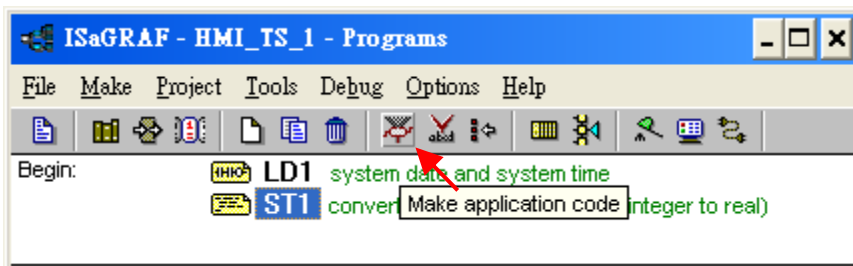 ISaGRAF - HMI_TS_1 - Programs
File Make Project Tools Debug Options Help
Begin: LD1 system date and system time
ST1 convert Make application code integer to real)